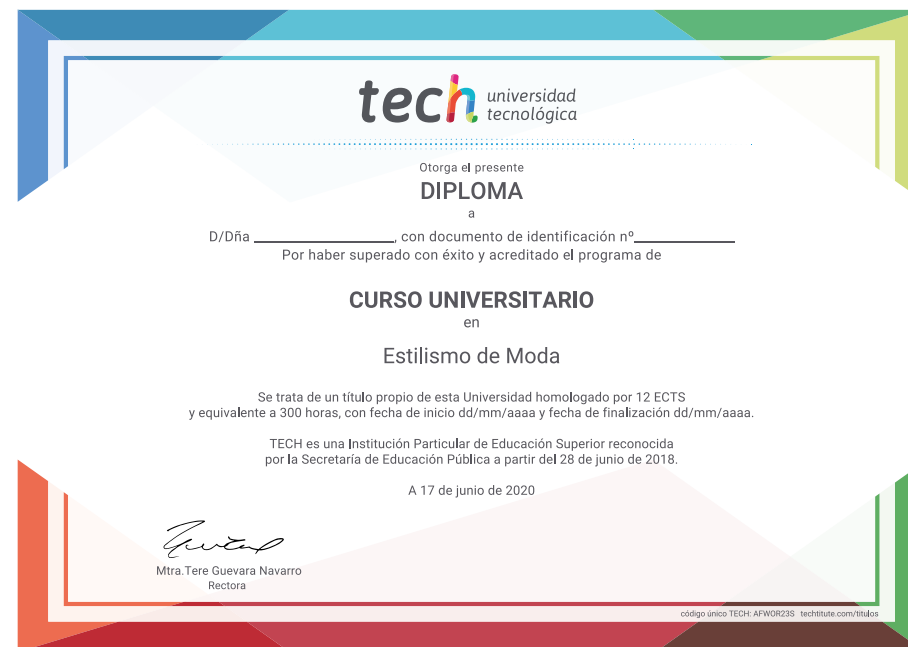 tech universidad
tecnológica
Otorga el presente
DIPLOMA
a
D/Dña ____________________, con documento de identificación nº______________
Por haber superado con éxito y acreditado el programa de
CURSO UNIVERSITARIO
en
Estilismo de Moda
Se trata de un título propio de esta Universidad homologado por 12 ECTS
y equivalente a 300 horas, con fecha de inicio dd/mm/aaaa y fecha de finalización dd/mm/aaaa.
TECH es una Institución Particular de Educación Superior reconocida
por la Secretaría de Educación Pública a partir del 28 de junio de 2018.
A 17 de junio de 2020
Mtra.Tere Guevara Navarro
Rectora
código único TECH: AFWOR23S techtitute.com/titulos